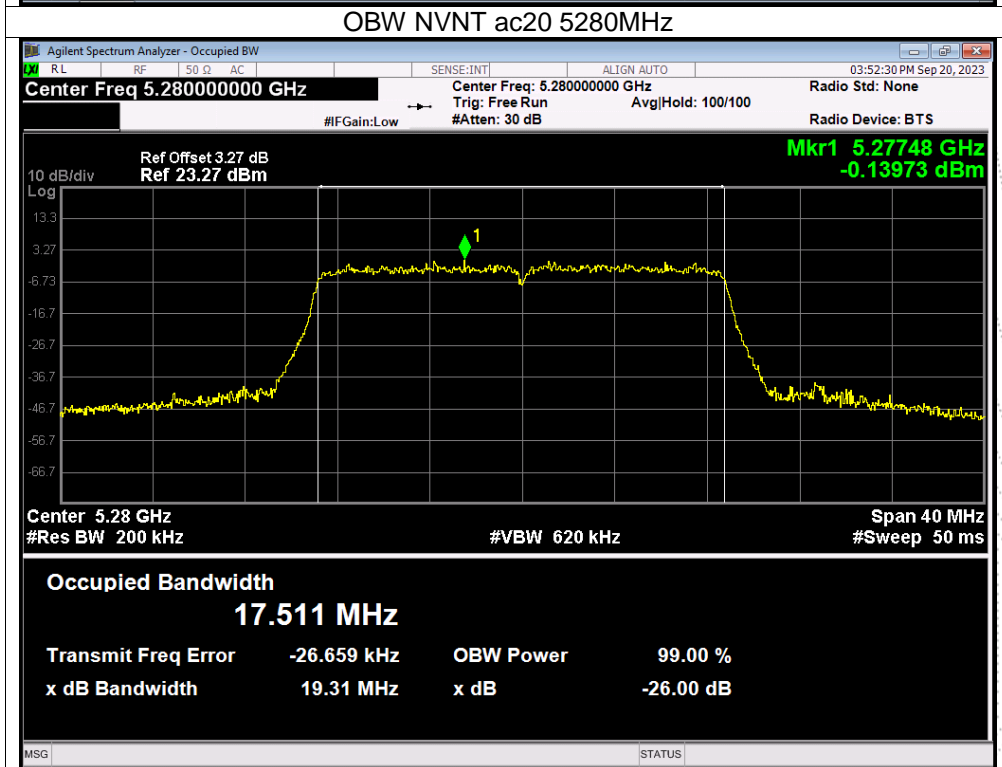 OBW NVNT ac20 5280MHz
Agilent Spectrum Analyzer - Occupied BW
LXI RL RF 50 Ω AC SENSE:INT ALIGN AUTO 03:52:30 PM Sep 20, 2023
Center Freq 5.280000000 GHz Center Freq: 5.280000000 GHz Radio Std: None
Trig: Free Run Avg|Hold: 100/100
#IFGain:Low #Atten: 30 dB Radio Device: BTS
Ref Offset 3.27 dB Mkr1 5.27748 GHz
10 dB/div Ref 23.27 dBm -0.13973 dBm
Log
13.3
1
3.27
-6.73
-16.7
-26.7
-36.7
-46.7
-56.7
-66.7
Center 5.28 GHz Span 40 MHz
#Res BW 200 kHz #VBW 620 kHz #Sweep 50 ms
Occupied Bandwidth
17.511 MHz
Transmit Freq Error -26.659 kHz OBW Power 99.00 %
x dB Bandwidth 19.31 MHz x dB -26.00 dB
MSG STATUS